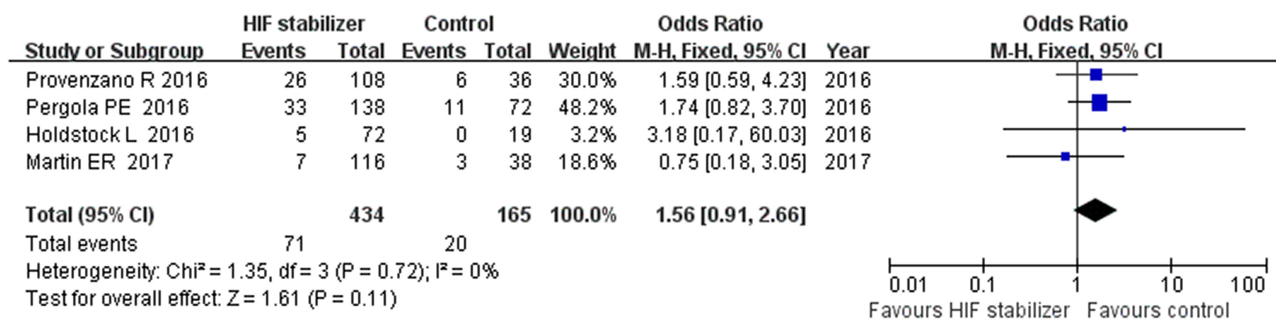 HIF stabilizer Control Odds Ratio Odds Ratio
Study or Subgroup Events Total Events Total Weight M-H, Fixed, 95% CI Year M-H, Fixed, 95% CI
Provenzano R 2016 26 108 6 36 30.0% 1.59 [0.59, 4.23] 2016
Pergola PE 2016 33 138 11 72 48.2% 1.74 [0.82, 3.70] 2016
Holdstock L 2016 5 72 0 19 3.2% 3.18 [0.17, 60.03] 2016
Martin ER 2017 7 116 3 38 18.6% 0.75 [0.18, 3.05] 2017
Total (95% CI) 434 165 100.0% 1.56 [0.91, 2.66]
Total events 71 20
Heterogeneity: Chi² = 1.35, df = 3 (P = 0.72); I² = 0%
Test for overall effect: Z = 1.61 (P = 0.11)
0.01 0.1 1 10 100
Favours HIF stabilizer Favours control